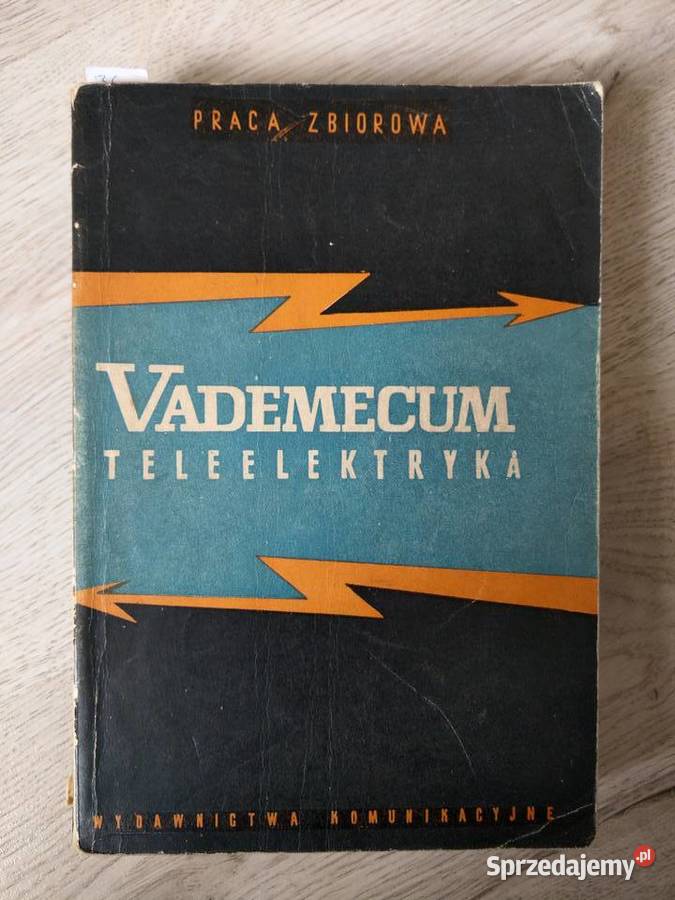 PRACA ZBIOROWA
VADEMECUM
TELEELEKTRYKA
WYDAWNICTWA KOMUNIKACYJNE
Sprzedajemy.pl